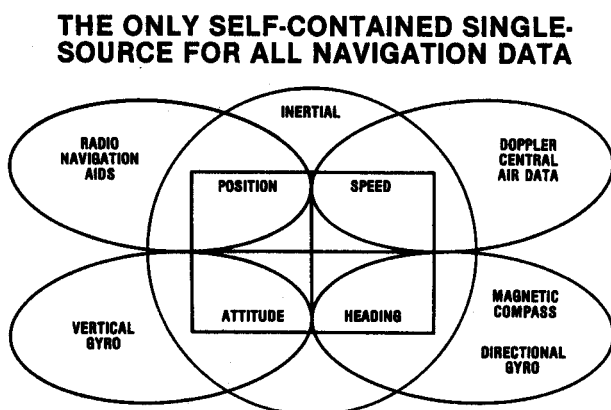 THE ONLY SELF-CONTAINED SINGLE-
SOURCE FOR ALL NAVIGATION DATA
INERTIAL
RADIO
NAVIGATION
AIDS
DOPPLER
CENTRAL
AIR DATA
POSITION
SPEED
ATTITUDE
HEADING
VERTICAL
GYRO
MAGNETIC
COMPASS
DIRECTIONAL
GYRO